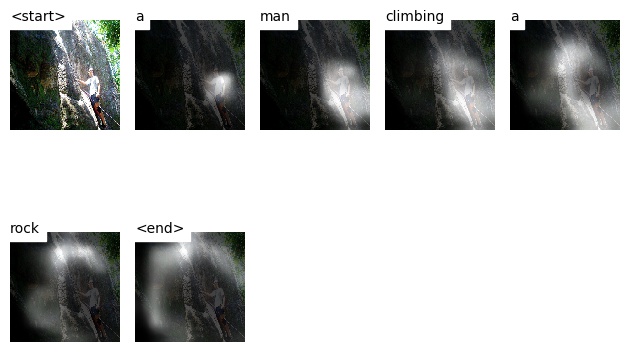 <start>
a
man
climbing
a
rock
<end>